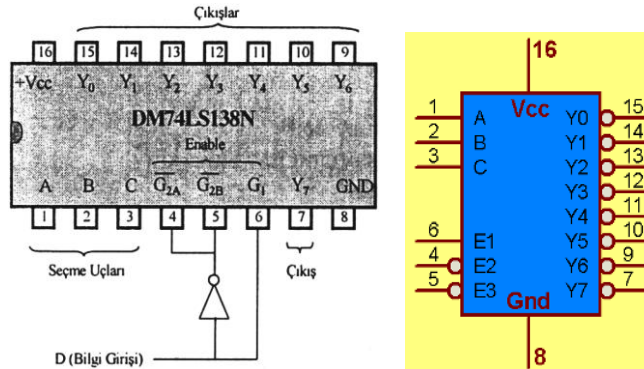 Çıkışlar
16 15 14 13 12 11 10 9
+Vcc Y0 Y1 Y2 Y3 Y4 Y5 Y6
DM74LS138N
Enable
A B C G2A G2B G1 Y7 GND
1 2 3 4 5 6 7 8
Seçme Uçları
Çıkış
D (Bilgi Girişi)
16
Vcc
1 A Y0 15
2 B Y1 14
3 C Y2 13
Y3 12
Y4 11
6 E1 Y5 10
4 E2 Y6 9
5 E3 Y7 7
Gnd
8